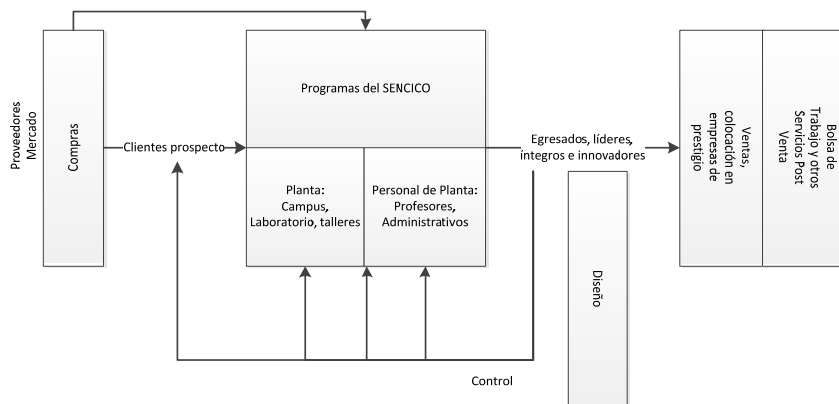 Proveedores
Mercado
Compras
Clientes prospecto
Programas del SENCICO
Planta:
Campus,
Laboratorio, talleres
Personal de Planta:
Profesores,
Administrativos
Egresados, líderes,
íntegros e innovadores
Diseño
Control
Ventas,
colocación en
empresas de
prestigio
Bolsa de
Trabajo y otros
Servicios Post
Venta